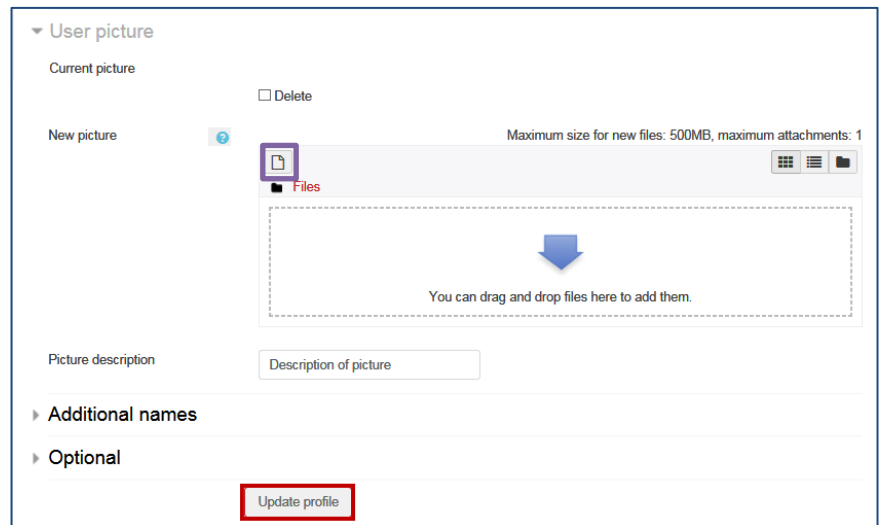 User picture
Current picture
Delete
New picture ?
Maximum size for new files: 500MB, maximum attachments: 1
Files
You can drag and drop files here to add them.
Picture description
Description of picture
Additional names
Optional
Update profile